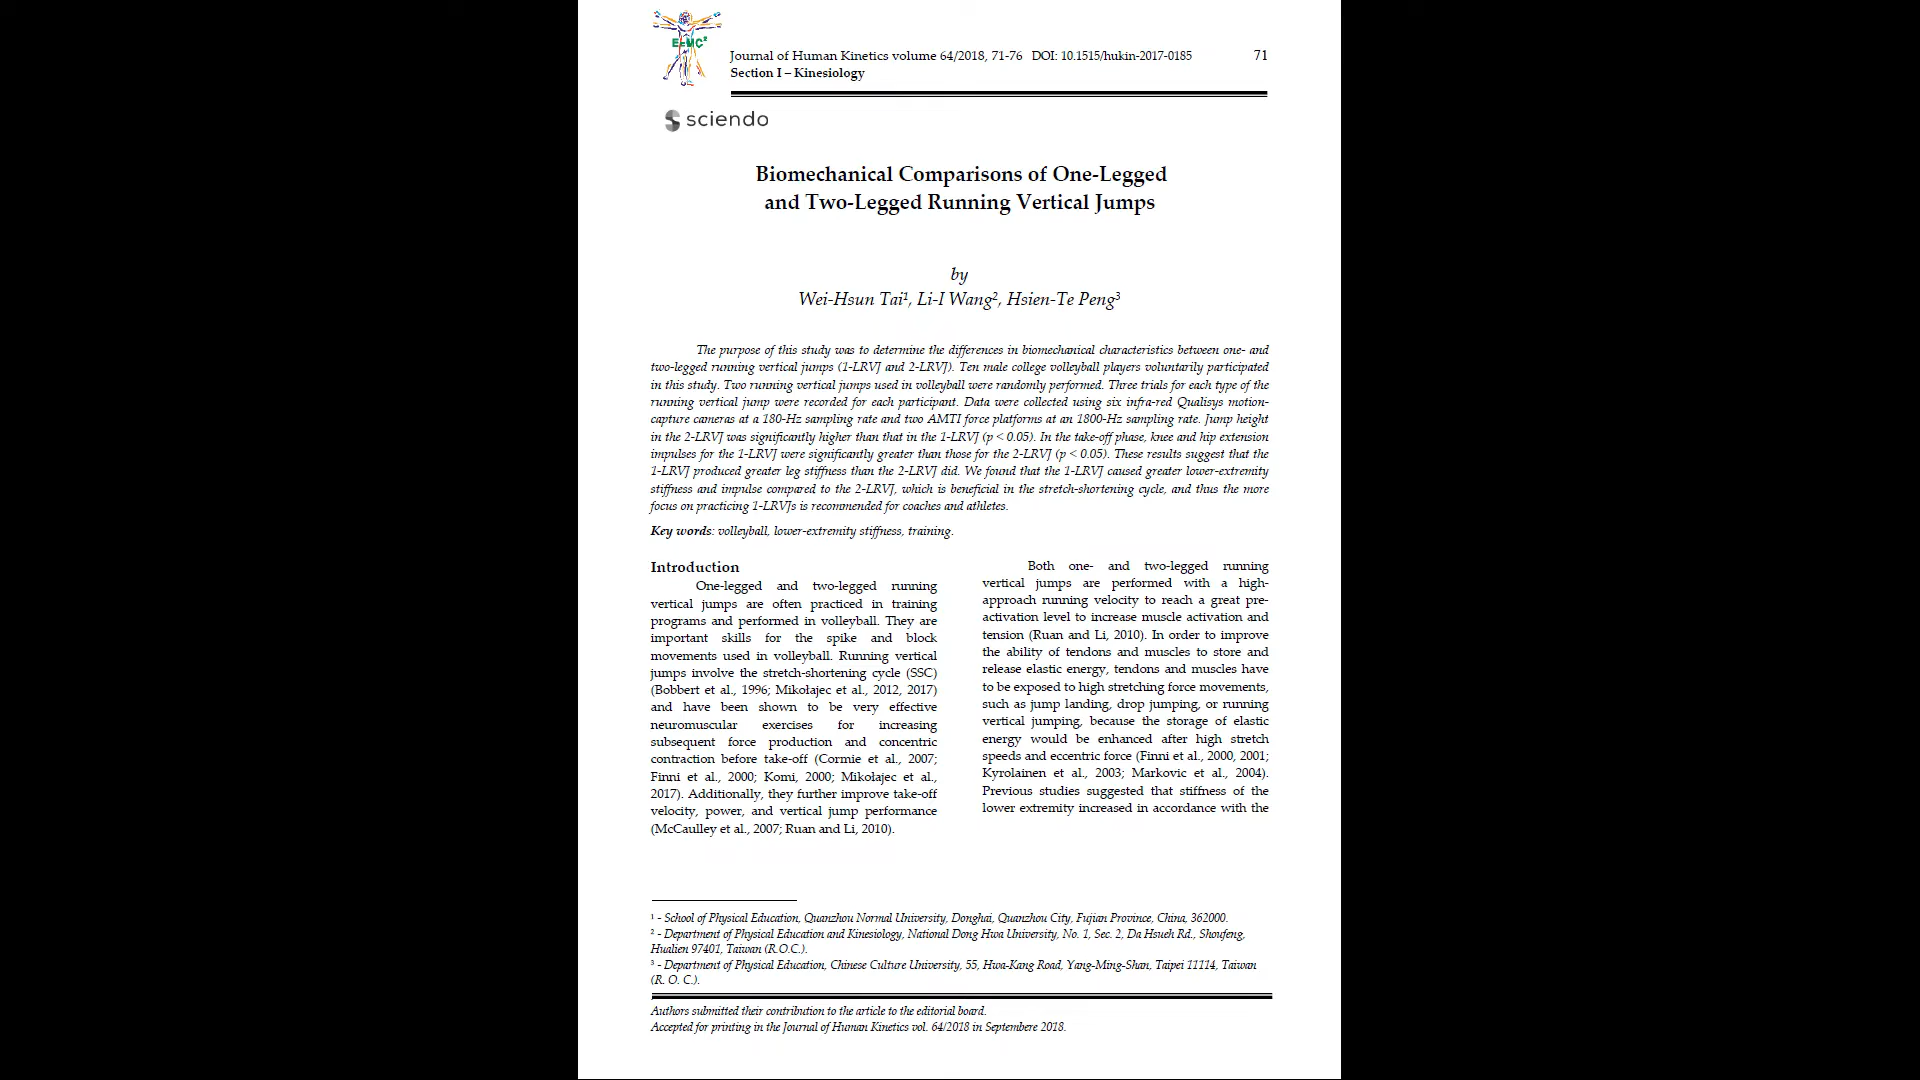 E=MC²
Journal of Human Kinetics volume 64/2018, 71-76 DOI: 10.1515/hukin-2017-0185 71
Section I – Kinesiology
sciendo
Biomechanical Comparisons of One-Legged
and Two-Legged Running Vertical Jumps
by
Wei-Hsun Tai¹, Li-I Wang², Hsien-Te Peng³
The purpose of this study was to determine the differences in biomechanical characteristics between one- and
two-legged running vertical jumps (1-LRVJ and 2-LRVJ). Ten male college volleyball players voluntarily participated
in this study. Two running vertical jumps used in volleyball were randomly performed. Three trials for each type of the
running vertical jump were recorded for each participant. Data were collected using six infra-red Qualisys motion-
capture cameras at a 180-Hz sampling rate and two AMTI force platforms at an 1800-Hz sampling rate. Jump height
in the 2-LRVJ was significantly higher than that in the 1-LRVJ (p < 0.05). In the take-off phase, knee and hip extension
impulses for the 1-LRVJ were significantly greater than those for the 2-LRVJ (p < 0.05). These results suggest that the
1-LRVJ produced greater leg stiffness than the 2-LRVJ did. We found that the 1-LRVJ caused greater lower-extremity
stiffness and impulse compared to the 2-LRVJ, which is beneficial in the stretch-shortening cycle, and thus the more
focus on practicing 1-LRVJs is recommended for coaches and athletes.
Key words: volleyball, lower-extremity stiffness, training.
Introduction
One-legged and two-legged running
vertical jumps are often practiced in training
programs and performed in volleyball. They are
important skills for the spike and block
movements used in volleyball. Running vertical
jumps involve the stretch-shortening cycle (SSC)
(Bobbert et al., 1996; Mikołajec et al., 2012, 2017)
and have been shown to be very effective
neuromuscular exercises for increasing
subsequent force production and concentric
contraction before take-off (Cormie et al., 2007;
Finni et al., 2000; Komi, 2000; Mikołajec et al.,
2017). Additionally, they further improve take-off
velocity, power, and vertical jump performance
(McCaulley et al., 2007; Ruan and Li, 2010).
Both one- and two-legged running
vertical jumps are performed with a high-
approach running velocity to reach a great pre-
activation level to increase muscle activation and
tension (Ruan and Li, 2010). In order to improve
the ability of tendons and muscles to store and
release elastic energy, tendons and muscles have
to be exposed to high stretching force movements,
such as jump landing, drop jumping, or running
vertical jumping, because the storage of elastic
energy would be enhanced after high stretch
speeds and eccentric force (Finni et al., 2000, 2001;
Kyrolainen et al., 2003; Markovic et al., 2004).
Previous studies suggested that stiffness of the
lower extremity increased in accordance with the
¹ - School of Physical Education, Quanzhou Normal University, Donghai, Quanzhou City, Fujian Province, China, 362000.
² - Department of Physical Education and Kinesiology, National Dong Hwa University, No. 1, Sec. 2, Da Hsueh Rd., Shoufeng,
Hualien 97401, Taiwan (R.O.C.).
³ - Department of Physical Education, Chinese Culture University, 55, Hwa-Kang Road, Yang-Ming-Shan, Taipei 11114, Taiwan
(R. O. C.).
Authors submitted their contribution to the article to the editorial board.
Accepted for printing in the Journal of Human Kinetics vol. 64/2018 in Septembere 2018.